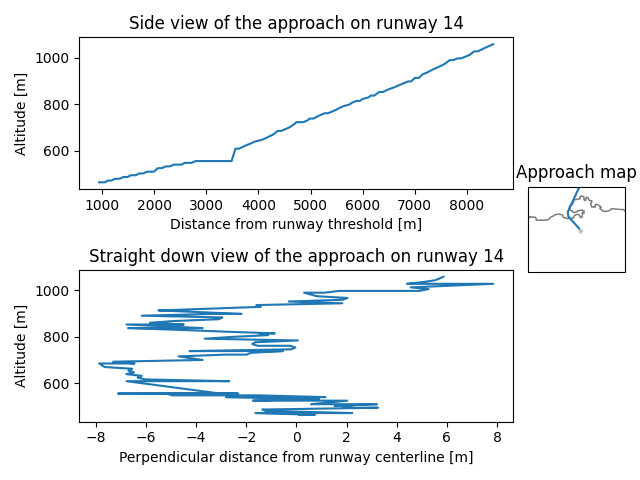 Side view of the approach on runway 14
1000
800
600
Altitude [m]
1000 2000 3000 4000 5000 6000 7000 8000
Distance from runway threshold [m]
Approach map
Straight down view of the approach on runway 14
1000
800
600
Altitude [m]
−8 −6 −4 −2 0 2 4 6 8
Perpendicular distance from runway centerline [m]